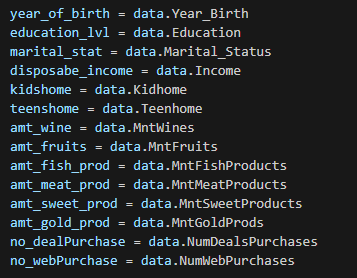 year_of_birth = data.Year_Birth
education_lvl = data.Education
marital_stat = data.Marital_Status
disposabe_income = data.Income
kidshome = data.Kidhome
teenshome = data.Teenhome
amt_wine = data.MntWines
amt_fruits = data.MntFruits
amt_fish_prod = data.MntFishProducts
amt_meat_prod = data.MntMeatProducts
amt_sweet_prod = data.MntSweetProducts
amt_gold_prod = data.MntGoldProds
no_dealPurchase = data.NumDealsPurchases
no_webPurchase = data.NumWebPurchases